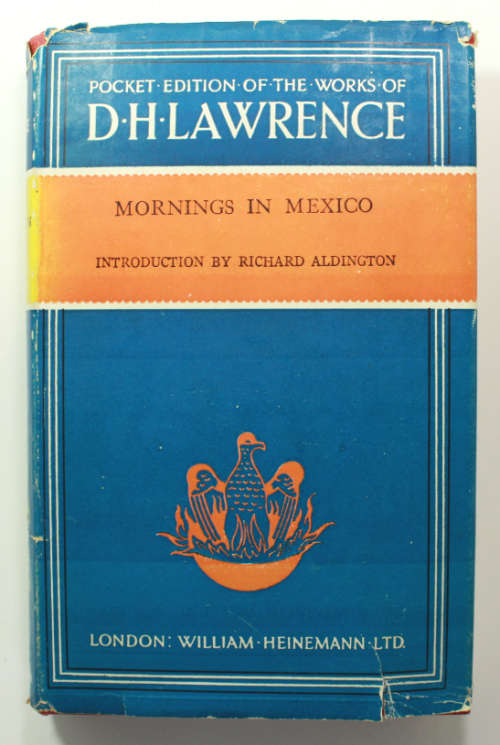 POCKET·EDITION·OF·THE·WORKS·OF
D·H·LAWRENCE
MORNINGS IN MEXICO
INTRODUCTION BY RICHARD ALDINGTON
LONDON: WILLIAM·HEINEMANN·LTD.